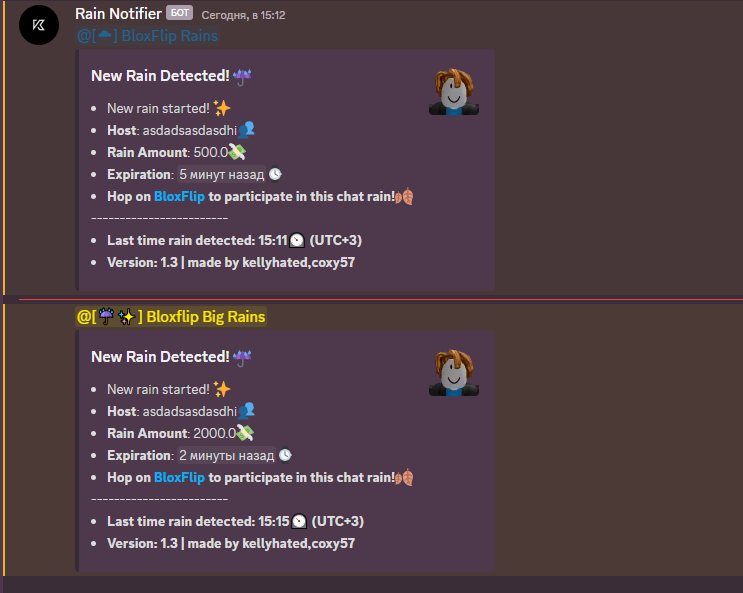 Rain Notifier БОТ Сегодня, в 15:12
@[☂] BloxFlip Rains
New Rain Detected!☔
• New rain started! ✨
• Host: asdadsasdasdhi👥
• Rain Amount: 500.0💸
• Expiration: 5 минут назад 🕓
• Hop on BloxFlip to participate in this chat rain!🍂
------------------------
• Last time rain detected: 15:11🕓 (UTC+3)
• Version: 1.3 | made by kellyhated,coxy57
@[☔✨] Bloxflip Big Rains
New Rain Detected!☔
• New rain started! ✨
• Host: asdadsasdasdhi👥
• Rain Amount: 2000.0💸
• Expiration: 2 минуты назад 🕓
• Hop on BloxFlip to participate in this chat rain!🍂
------------------------
• Last time rain detected: 15:15🕓 (UTC+3)
• Version: 1.3 | made by kellyhated,coxy57